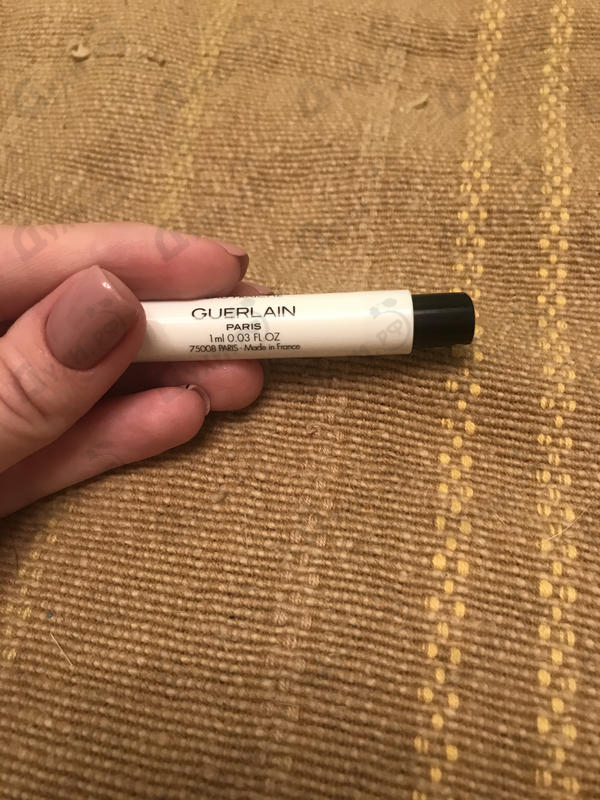 GUERLAIN
PARIS
1ml 0.03 FL OZ
75008 PARIS - Made in France